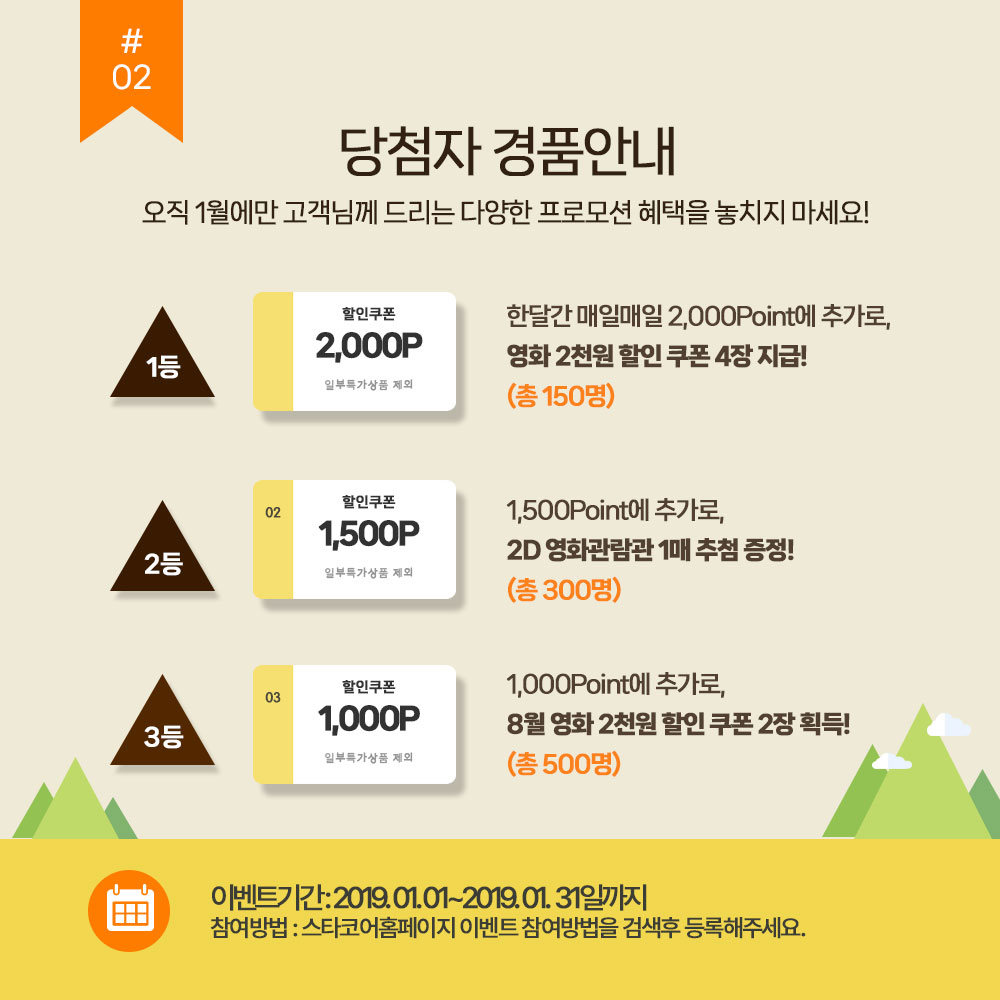 #
02
당첨자 경품안내
오직 1월에만 고객님께 드리는 다양한 프로모션 혜택을 놓치지 마세요!
1등
할인쿠폰
2,000P
일부특가상품 제외
한달간 매일매일 2,000Point에 추가로,
영화 2천원 할인 쿠폰 4장 지급!
(총 150명)
2등
02
할인쿠폰
1,500P
일부특가상품 제외
1,500Point에 추가로,
2D 영화관람관 1매 추첨 증정!
(총 300명)
3등
03
할인쿠폰
1,000P
일부특가상품 제외
1,000Point에 추가로,
8월 영화 2천원 할인 쿠폰 2장 획득!
(총 500명)
이벤트기간 : 2019. 01. 01 ~ 2019. 01. 31일까지
참여방법 : 스타코어홈페이지 이벤트 참여방법을 검색후 등록해주세요.